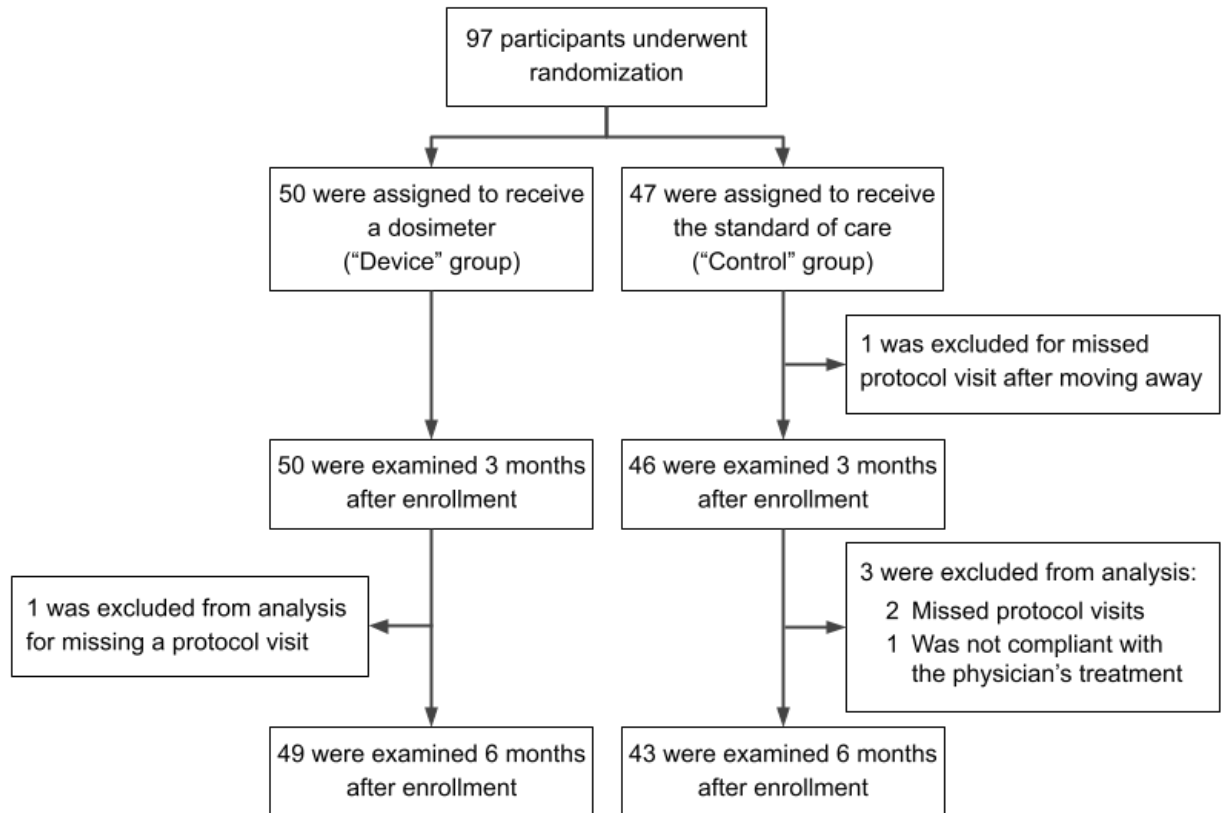 97 participants underwent
randomization
50 were assigned to receive
a dosimeter
(“Device” group)
47 were assigned to receive
the standard of care
(“Control” group)
1 was excluded for missed
protocol visit after moving away
50 were examined 3 months
after enrollment
46 were examined 3 months
after enrollment
1 was excluded from analysis
for missing a protocol visit
3 were excluded from analysis:
2 Missed protocol visits
1 Was not compliant with
the physician’s treatment
49 were examined 6 months
after enrollment
43 were examined 6 months
after enrollment